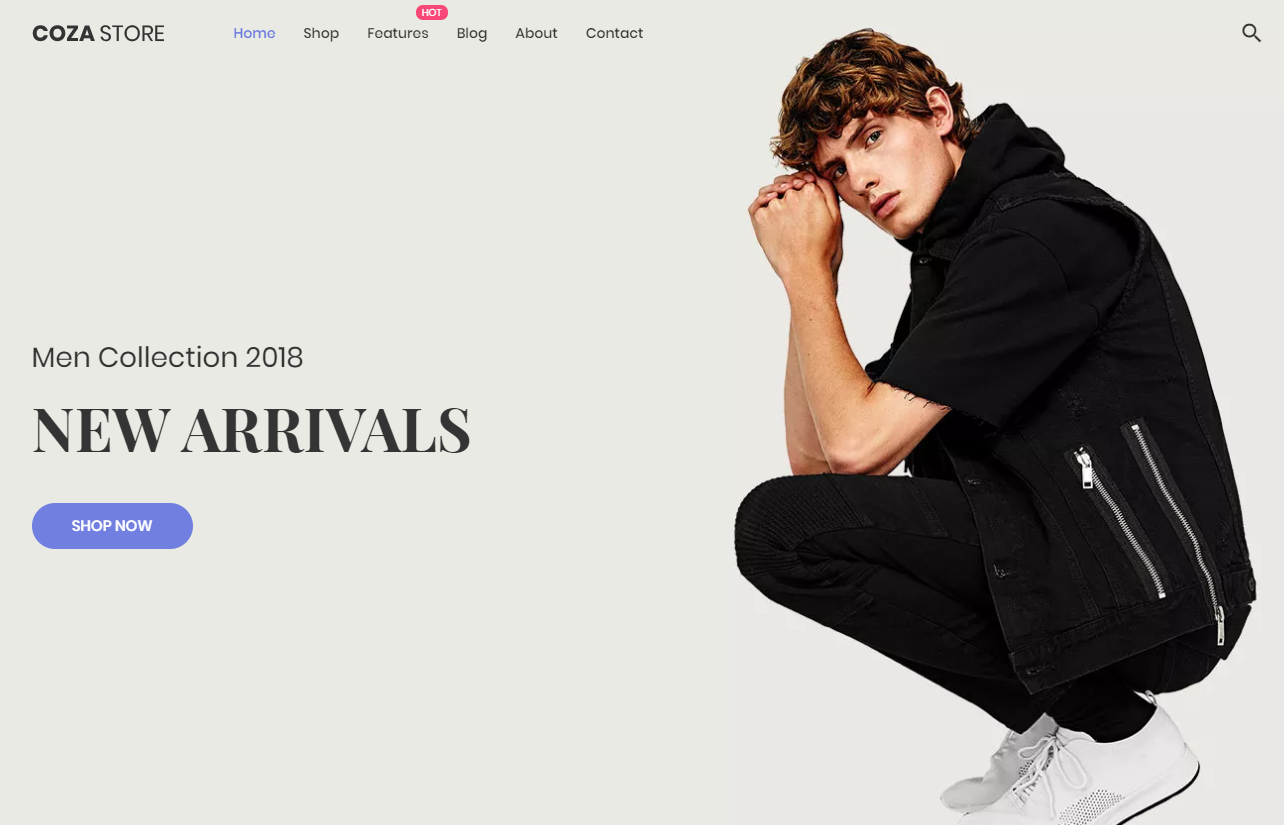 HOT
COZA STORE Home Shop Features Blog About Contact
Men Collection 2018
NEW ARRIVALS
SHOP NOW